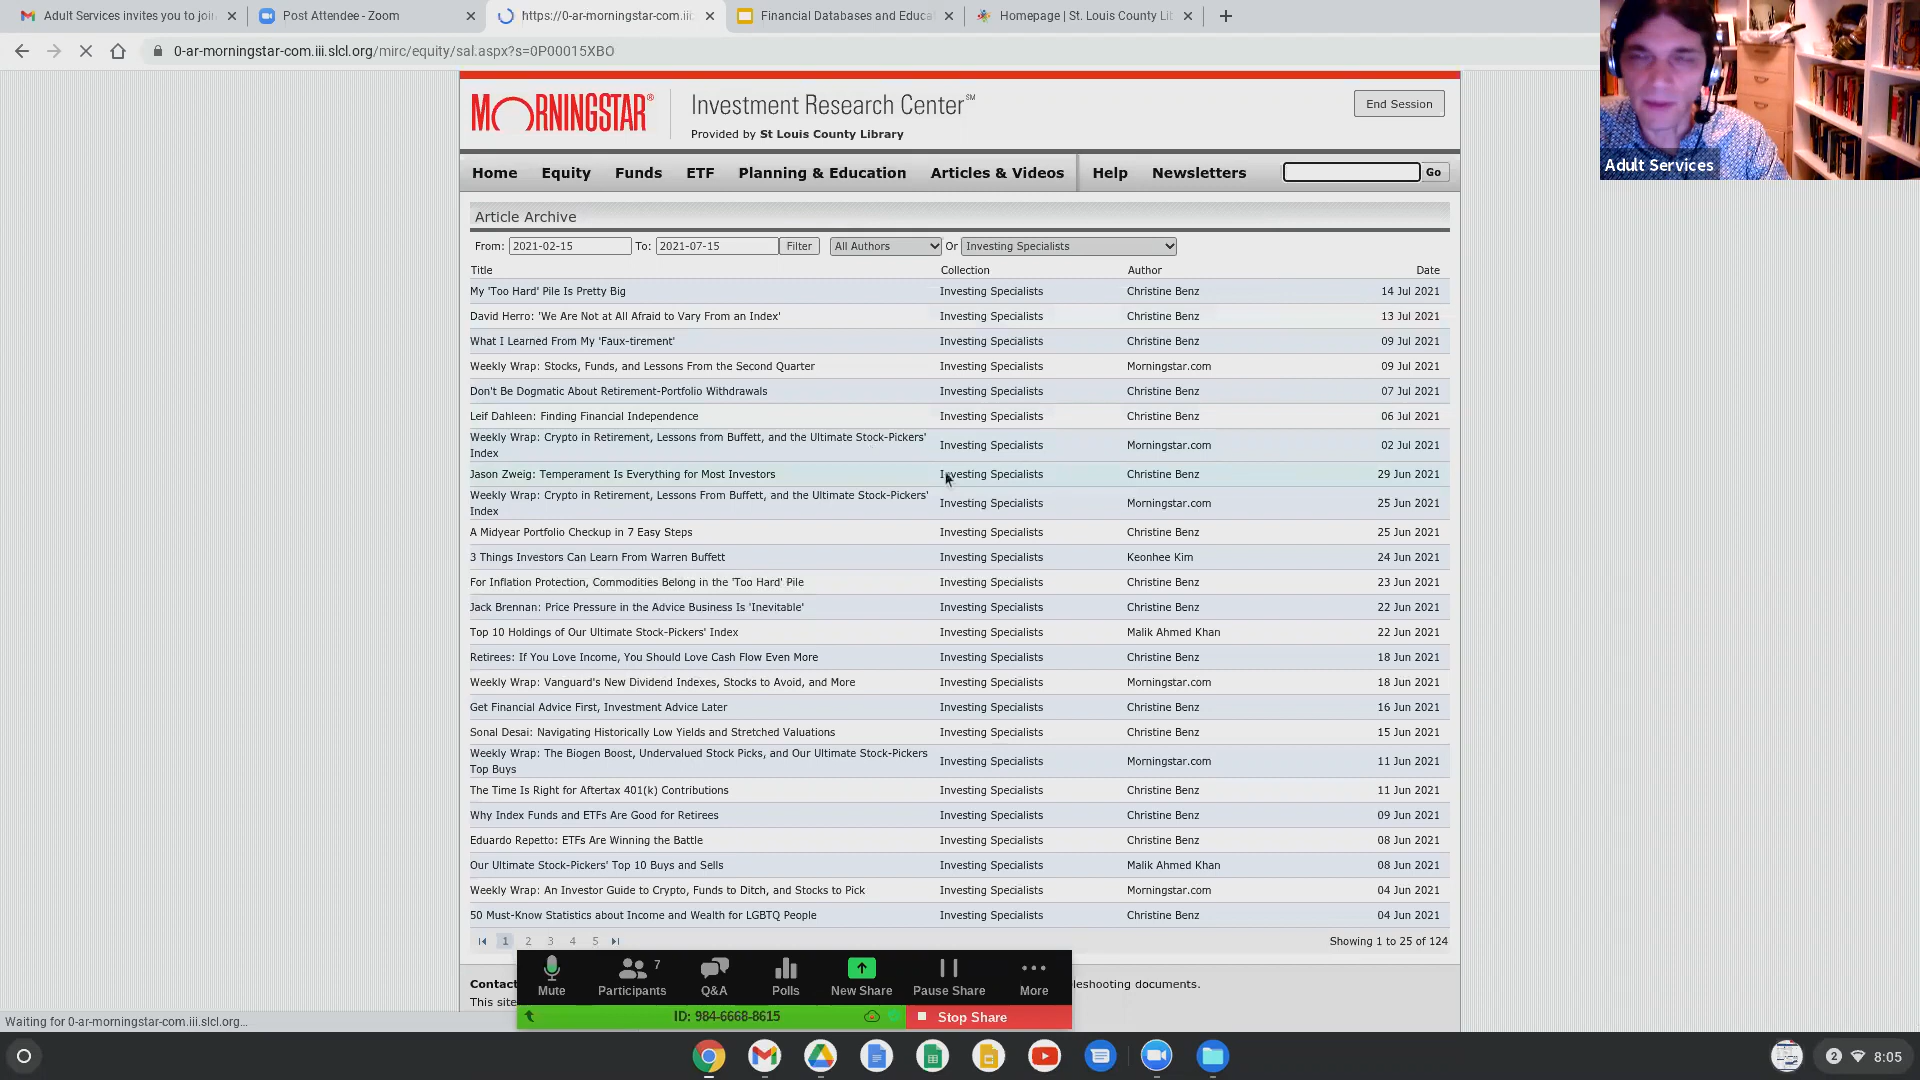 Adult Services invites you to joi
Post Attendee - Zoom
https://0-ar-morningstar-com.iii.
Financial Databases and Educa
Homepage | St. Louis County Li
0-ar-morningstar-com.iii.slcl.org/mirc/equity/sal.aspx?s=0P00015XBO
MORNINGSTAR®
Investment Research Center℠
Provided by St Louis County Library
End Session
Adult Services
Home Equity Funds ETF Planning & Education Articles & Videos Help Newsletters Go
Article Archive
From: 2021-02-15 To: 2021-07-15 Filter All Authors Or Investing Specialists
Title Collection Author Date
My 'Too Hard' Pile Is Pretty Big Investing Specialists Christine Benz 14 Jul 2021
David Herro: 'We Are Not at All Afraid to Vary From an Index' Investing Specialists Christine Benz 13 Jul 2021
What I Learned From My 'Faux-tirement' Investing Specialists Christine Benz 09 Jul 2021
Weekly Wrap: Stocks, Funds, and Lessons From the Second Quarter Investing Specialists Morningstar.com 09 Jul 2021
Don't Be Dogmatic About Retirement-Portfolio Withdrawals Investing Specialists Christine Benz 07 Jul 2021
Leif Dahleen: Finding Financial Independence Investing Specialists Christine Benz 06 Jul 2021
Weekly Wrap: Crypto in Retirement, Lessons from Buffett, and the Ultimate Stock-Pickers'
Index Investing Specialists Morningstar.com 02 Jul 2021
Jason Zweig: Temperament Is Everything for Most Investors Investing Specialists Christine Benz 29 Jun 2021
Weekly Wrap: Crypto in Retirement, Lessons From Buffett, and the Ultimate Stock-Pickers'
Index Investing Specialists Morningstar.com 25 Jun 2021
A Midyear Portfolio Checkup in 7 Easy Steps Investing Specialists Christine Benz 25 Jun 2021
3 Things Investors Can Learn From Warren Buffett Investing Specialists Keonhee Kim 24 Jun 2021
For Inflation Protection, Commodities Belong in the 'Too Hard' Pile Investing Specialists Christine Benz 23 Jun 2021
Jack Brennan: Price Pressure in the Advice Business Is 'Inevitable' Investing Specialists Christine Benz 22 Jun 2021
Top 10 Holdings of Our Ultimate Stock-Pickers' Index Investing Specialists Malik Ahmed Khan 22 Jun 2021
Retirees: If You Love Income, You Should Love Cash Flow Even More Investing Specialists Christine Benz 18 Jun 2021
Weekly Wrap: Vanguard's New Dividend Indexes, Stocks to Avoid, and More Investing Specialists Morningstar.com 18 Jun 2021
Get Financial Advice First, Investment Advice Later Investing Specialists Christine Benz 16 Jun 2021
Sonal Desai: Navigating Historically Low Yields and Stretched Valuations Investing Specialists Christine Benz 15 Jun 2021
Weekly Wrap: The Biogen Boost, Undervalued Stock Picks, and Our Ultimate Stock-Pickers
Top Buys Investing Specialists Morningstar.com 11 Jun 2021
The Time Is Right for Aftertax 401(k) Contributions Investing Specialists Christine Benz 11 Jun 2021
Why Index Funds and ETFs Are Good for Retirees Investing Specialists Christine Benz 09 Jun 2021
Eduardo Repetto: ETFs Are Winning the Battle Investing Specialists Christine Benz 08 Jun 2021
Our Ultimate Stock-Pickers' Top 10 Buys and Sells Investing Specialists Malik Ahmed Khan 08 Jun 2021
Weekly Wrap: An Investor Guide to Crypto, Funds to Ditch, and Stocks to Pick Investing Specialists Morningstar.com 04 Jun 2021
50 Must-Know Statistics about Income and Wealth for LGBTQ People Investing Specialists Christine Benz 04 Jun 2021
1 2 3 4 5 Showing 1 to 25 of 124
Contact leshooting documents.
This site
7
Mute Participants Q&A Polls New Share Pause Share More
ID: 984-6668-8615 Stop Share
Waiting for 0-ar-morningstar-com.iii.slcl.org...
2 8:05